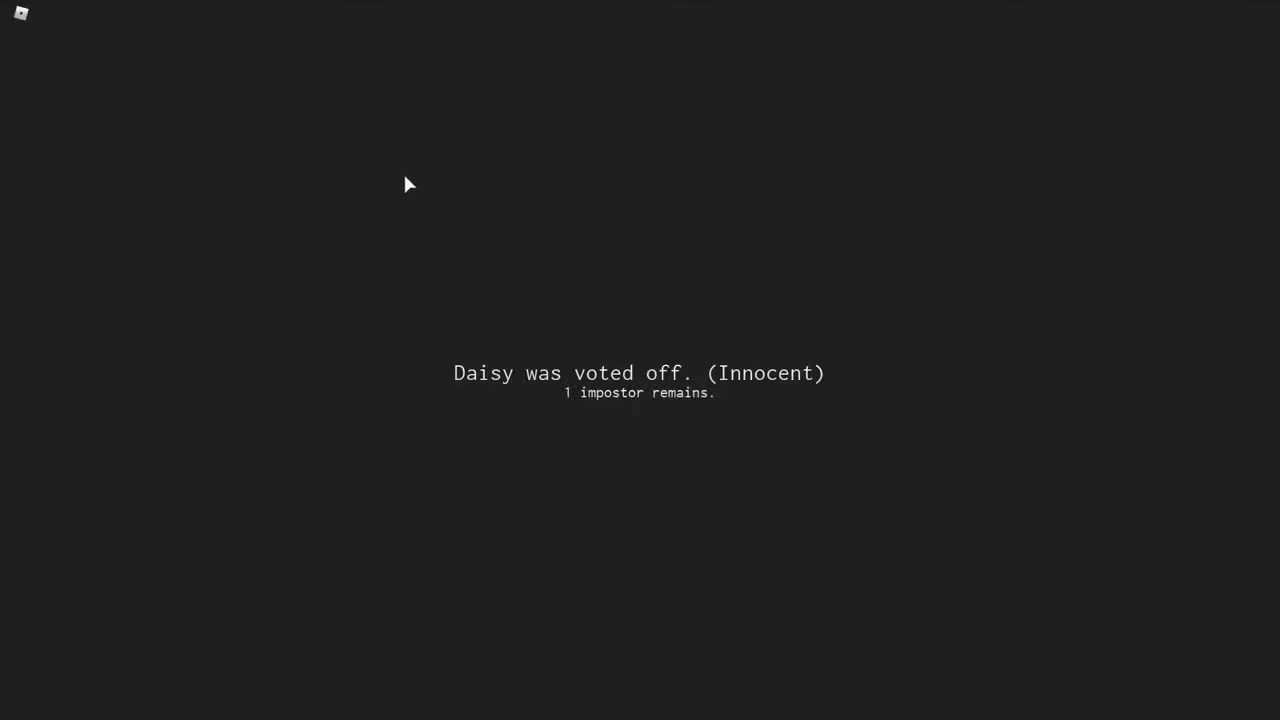 Daisy was voted off. (Innocent)
1 impostor remains.